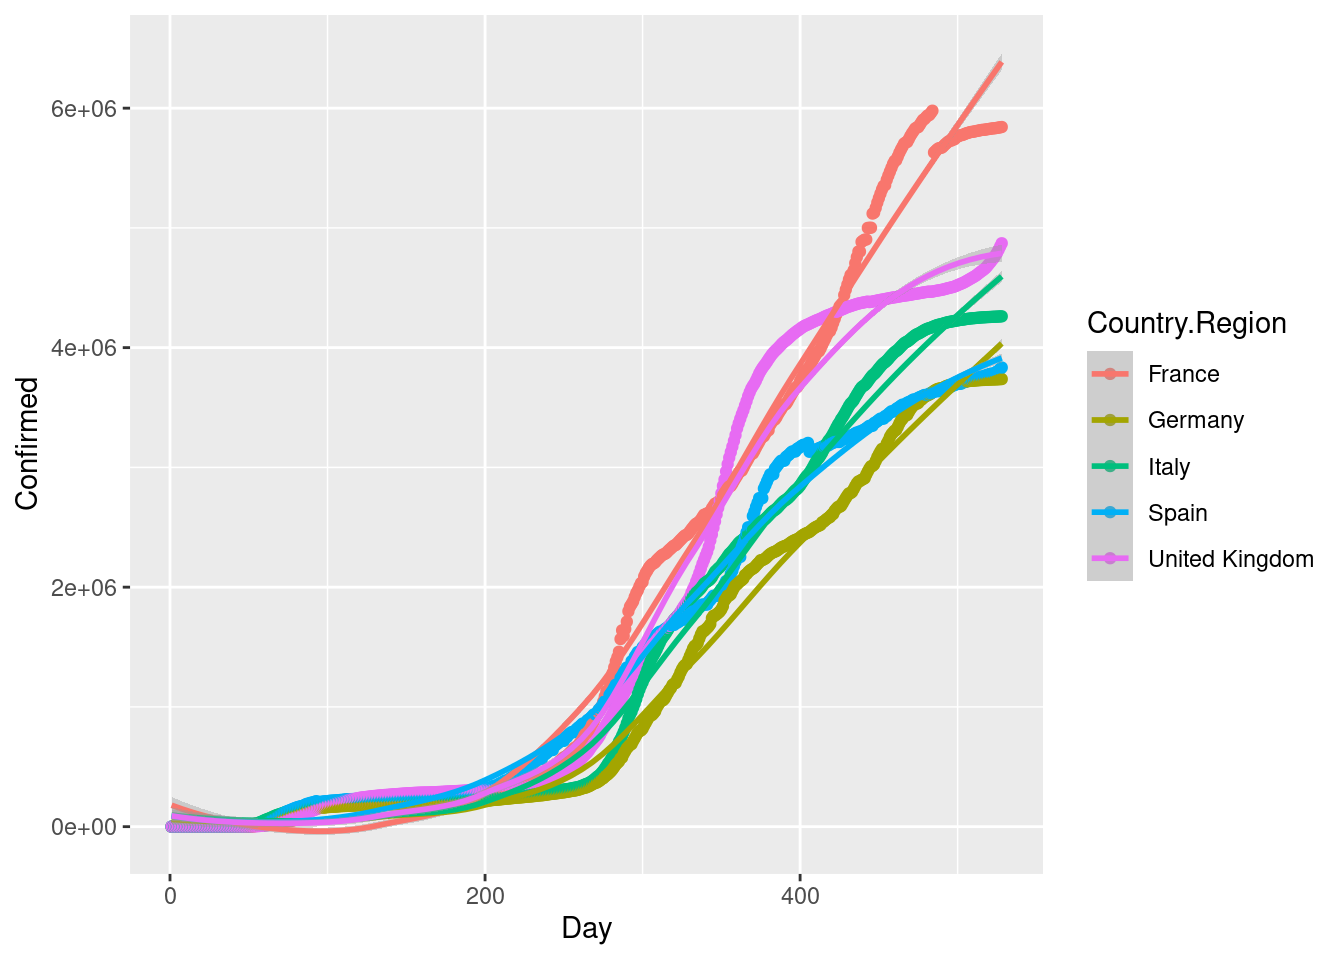 6e+06
4e+06
2e+06
0e+00
Confirmed
0
200
400
Day
Country.Region
France
Germany
Italy
Spain
United Kingdom